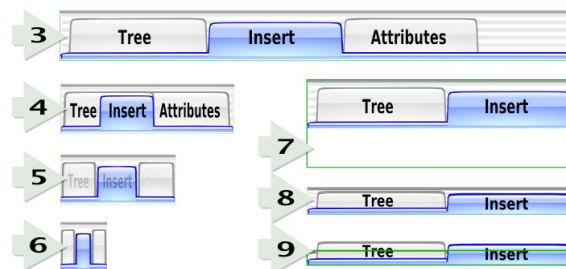 3 Tree Insert Attributes
4 Tree Insert Attributes
5 Tree Insert
6
7 Tree Insert
8 Tree Insert
9 Tree Insert